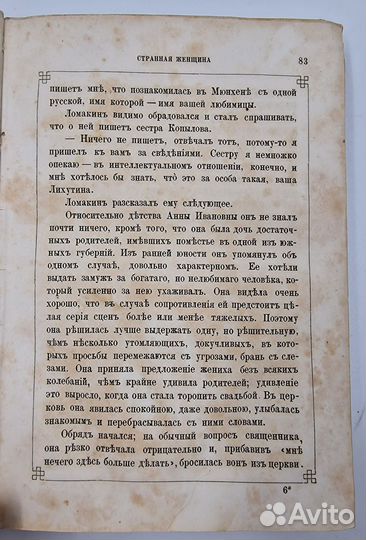 СТРАННАЯ ЖЕНЩИНА
83
пишетъ мнѣ, что познакомилась въ Мюнхенѣ съ одной
русской, имя которой — имя вашей любимицы.
Ломакинъ видимо обрадовался и сталъ спрашивать,
что о ней пишетъ сестра Копылова.
— Ничего не пишетъ, отвѣчалъ тотъ, потому-то я
пришелъ къ вамъ за свѣдѣніями. Сестру я немножко
опекаю — въ интеллектуальномъ отношеніи, конечно, и
мнѣ хотѣлось бы знать, что̀ это за особа такая, ваша
Лихутина.
Ломакинъ разсказалъ ему слѣдующее.
Относительно дѣтства Анны Ивановны онъ не зналъ
почти ничего, кромѣ того, что она была дочь достаточ-
ныхъ родителей, имѣвшихъ помѣстье въ одной изъ юж-
ныхъ губерній. Изъ ранней юности онъ упомянулъ объ
одномъ случаѣ, довольно характерномъ. Ее хотѣли
выдать замужъ за богатаго, но нелюбимаго человѣка, ко-
торый усиленно за нею ухаживалъ. Она видѣла очень
хорошо, что въ случаѣ сопротивленія ей предстоитъ цѣ-
лая серія сценъ болѣе или менѣе тяжелыхъ. Поэтому
она рѣшилась лучше выдержать одну, но рѣшительную,
чѣмъ нѣсколько утомляющихъ, докучливыхъ, въ ко-
торыхъ просьбы перемежаются съ угрозами, брань съ сле-
зами. Она приняла предложеніе жениха безъ всякихъ
колебаній, чѣмъ крайне удивила родителей; удивленіе
это выросло, когда она стала торопить свадьбой. Въ цер-
ковь она явилась спокойною, даже довольною, улыбалась
знакомымъ и перебрасывалась съ ними словами.
Обрядъ начался; на обычный вопросъ священника,
она рѣзко отвѣчала отрицательно и, прибавивъ «мнѣ
нечего здѣсь больше дѣлать», бросилась вонъ изъ церкви.
6*
Avito